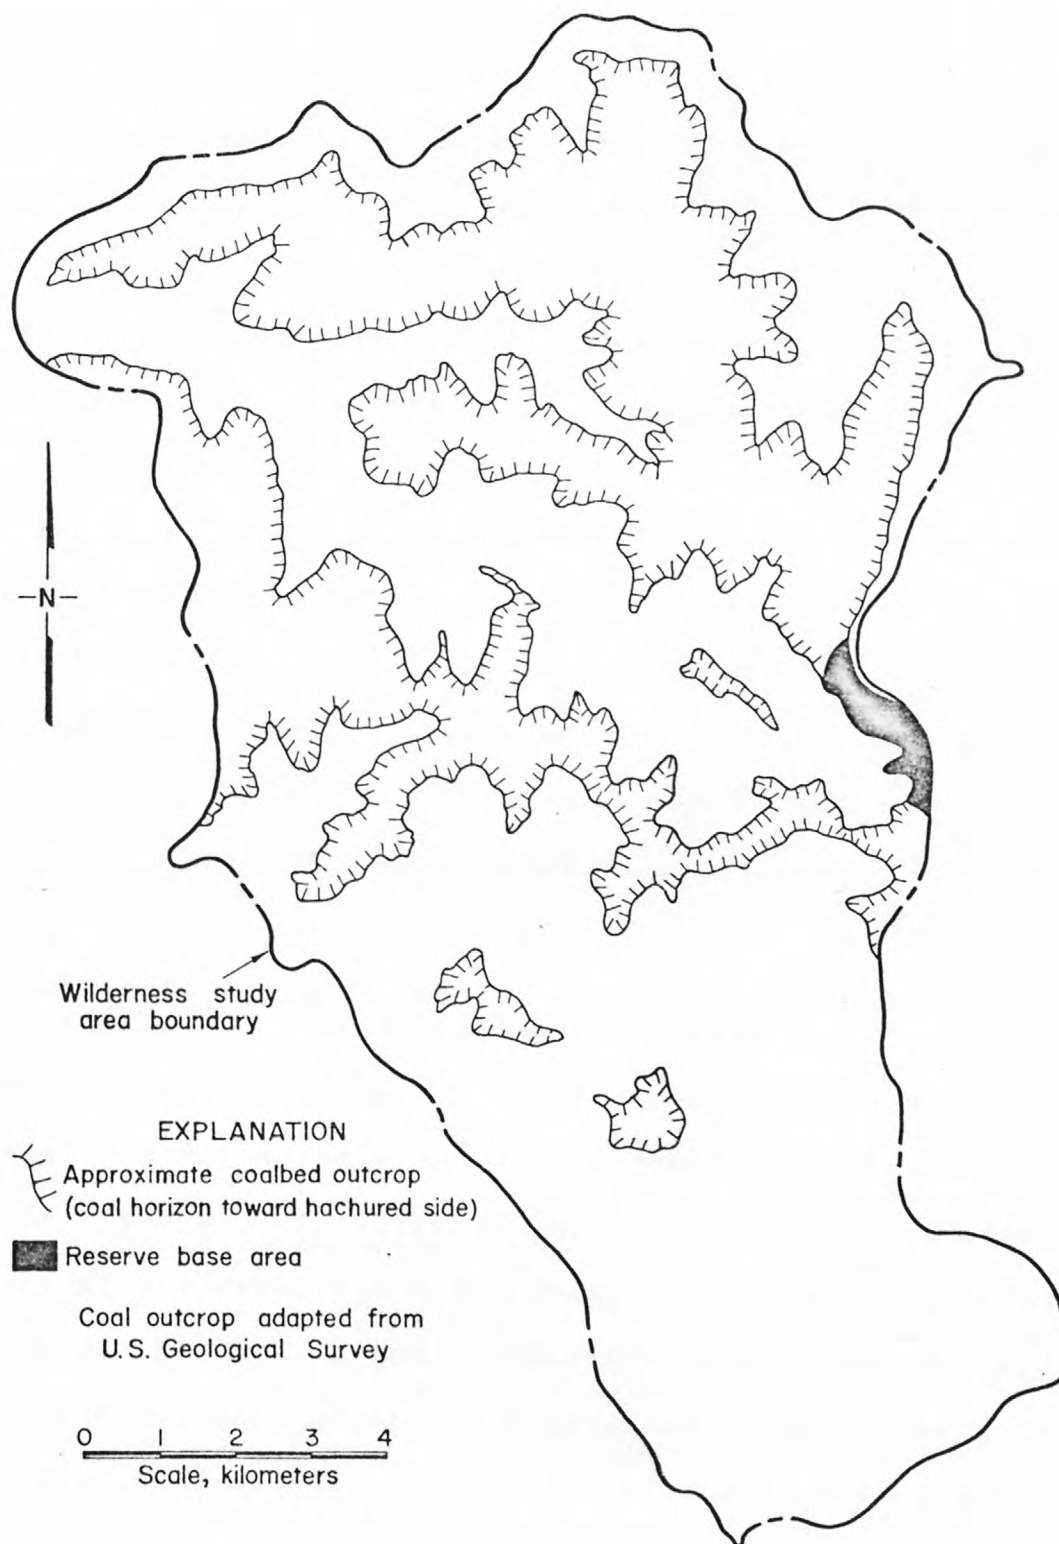 N
Wilderness study
area boundary
EXPLANATION
Approximate coalbed outcrop
(coal horizon toward hachured side)
Reserve base area
Coal outcrop adapted from
U.S. Geological Survey
0 1 2 3 4
Scale, kilometers